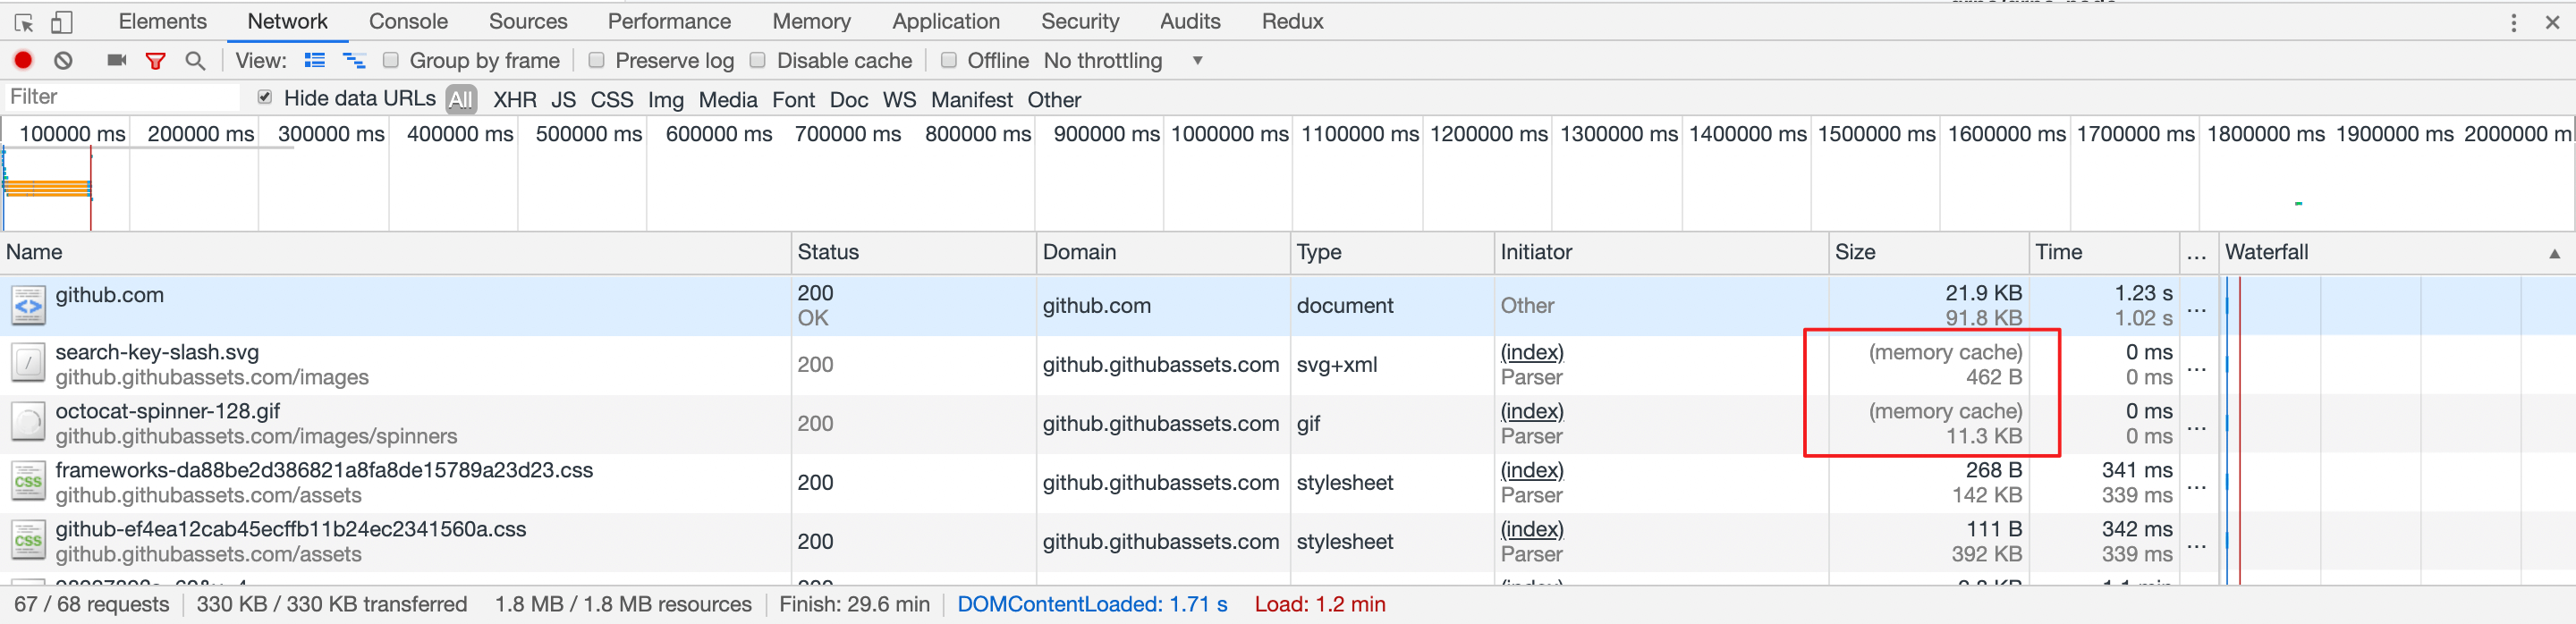 Elements Network Console Sources Performance Memory Application Security Audits Redux
View: Group by frame Preserve log Disable cache Offline No throttling
Filter Hide data URLs All XHR JS CSS Img Media Font Doc WS Manifest Other
100000 ms 200000 ms 300000 ms 400000 ms 500000 ms 600000 ms 700000 ms 800000 ms 900000 ms 1000000 ms 1100000 ms 1200000 ms 1300000 ms 1400000 ms 1500000 ms 1600000 ms 1700000 ms 1800000 ms 1900000 ms 2000000 m
Name Status Domain Type Initiator Size Time ... Waterfall
github.com 200 OK github.com document Other 21.9 KB 91.8 KB 1.23 s 1.02 s ...
search-key-slash.svg 200 github.githubassets.com svg+xml (index) (memory cache) 0 ms ...
github.githubassets.com/images Parser 462 B 0 ms
octocat-spinner-128.gif 200 github.githubassets.com gif (index) (memory cache) 0 ms ...
github.githubassets.com/images/spinners Parser 11.3 KB 0 ms
frameworks-da88be2d386821a8fa8de15789a23d23.css 200 github.githubassets.com stylesheet (index) 268 B 341 ms ...
github.githubassets.com/assets Parser 142 KB 339 ms
github-ef4ea12cab45ecffb11b24ec2341560a.css 200 github.githubassets.com stylesheet (index) 111 B 342 ms ...
github.githubassets.com/assets Parser 392 KB 339 ms
67 / 68 requests 330 KB / 330 KB transferred 1.8 MB / 1.8 MB resources Finish: 29.6 min DOMContentLoaded: 1.71 s Load: 1.2 min